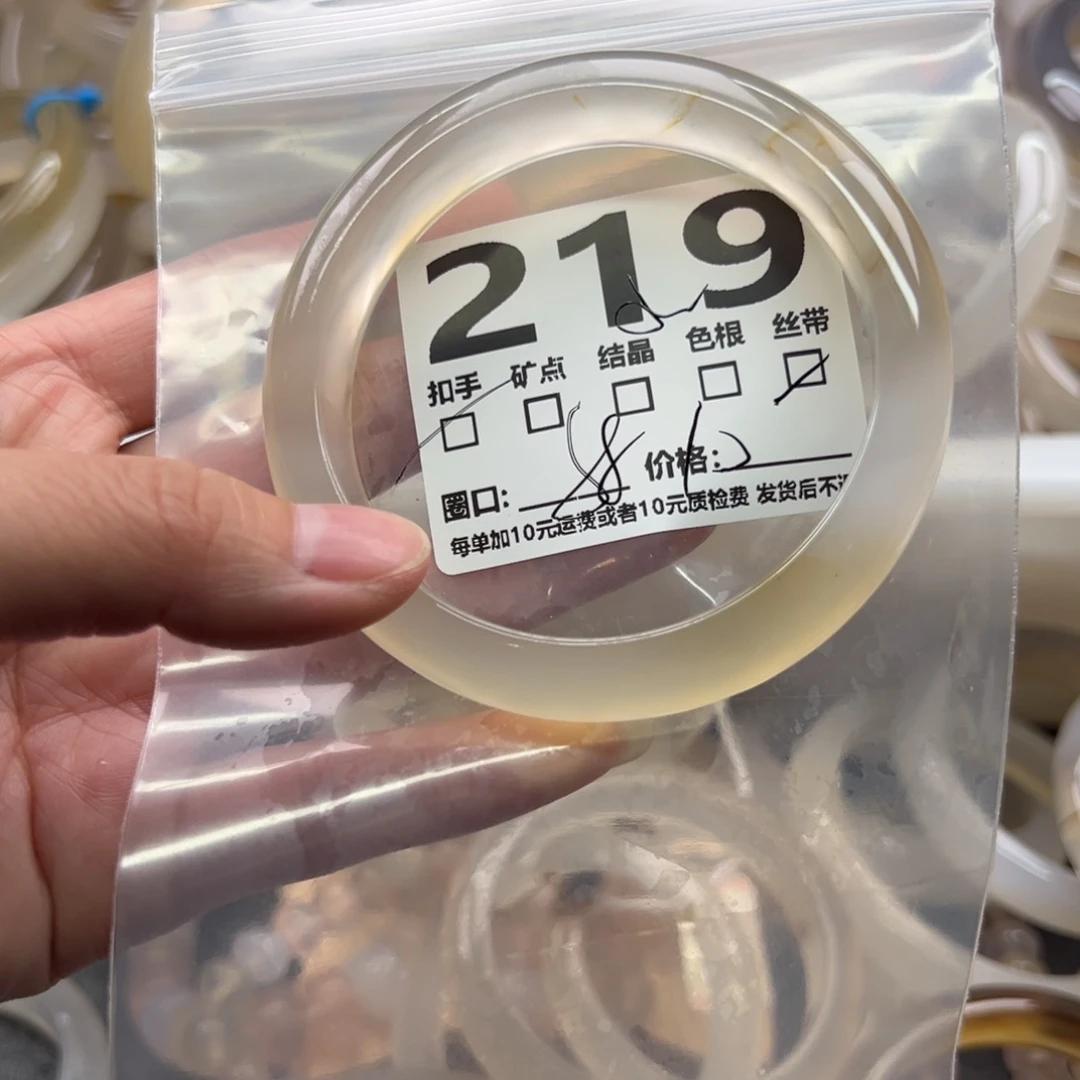 219
扣手 矿点 结晶 色根 丝带
圈口: 价格:
每单加10元运费或者10元质检费 发货后不